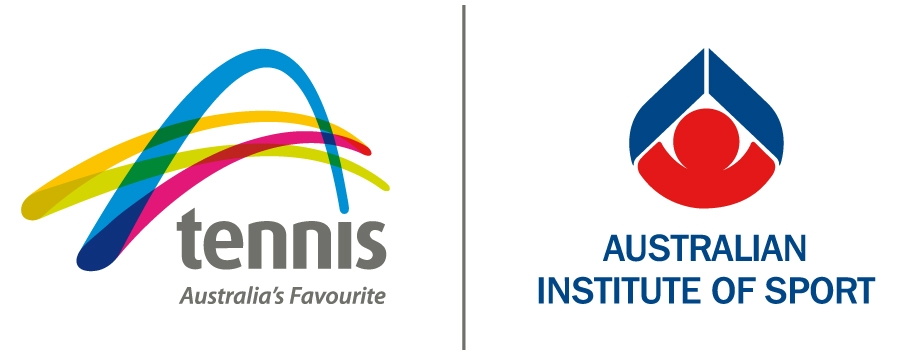 tennis
Australia's Favourite
AUSTRALIAN
INSTITUTE OF SPORT